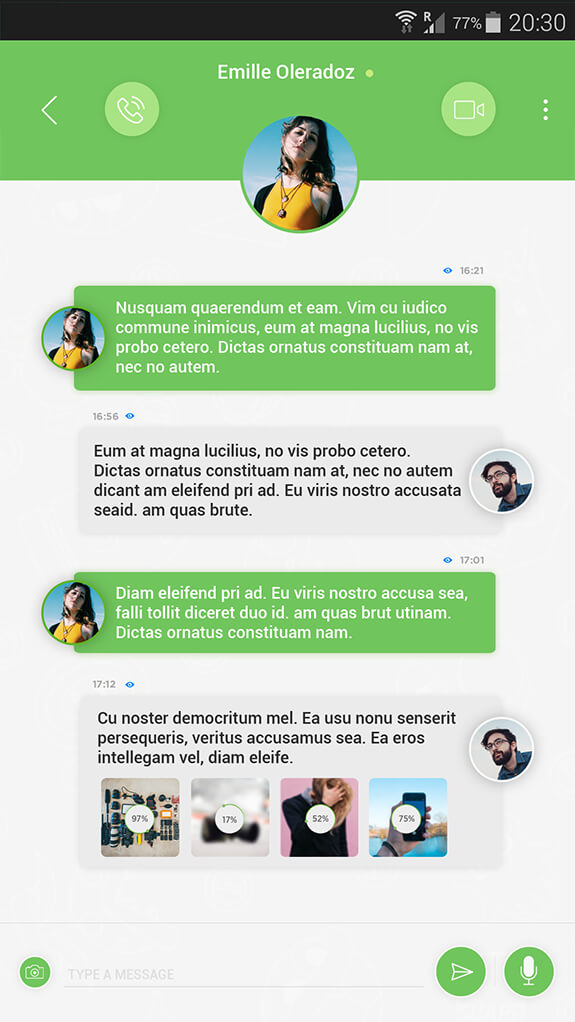 R 77% 20:30
Emille Oleradoz
16:21
Nusquam quaerendum et eam. Vim cu iudico
commune inimicus, eum at magna lucilius, no vis
probo cetero. Dictas ornatus constituam nam at,
nec no autem.
16:56
Eum at magna lucilius, no vis probo cetero.
Dictas ornatus constituam nam at, nec no autem
dicant am eleifend pri ad. Eu viris nostro accusata
seaid. am quas brute.
17:01
Diam eleifend pri ad. Eu viris nostro accusa sea,
falli tollit diceret duo id. am quas brut utinam.
Dictas ornatus constituam nam.
17:12
Cu noster democritum mel. Ea usu nonu senserit
persequeris, veritus accusamus sea. Ea eros
intellegam vel, diam eleife.
97% 17% 52% 75%
TYPE A MESSAGE